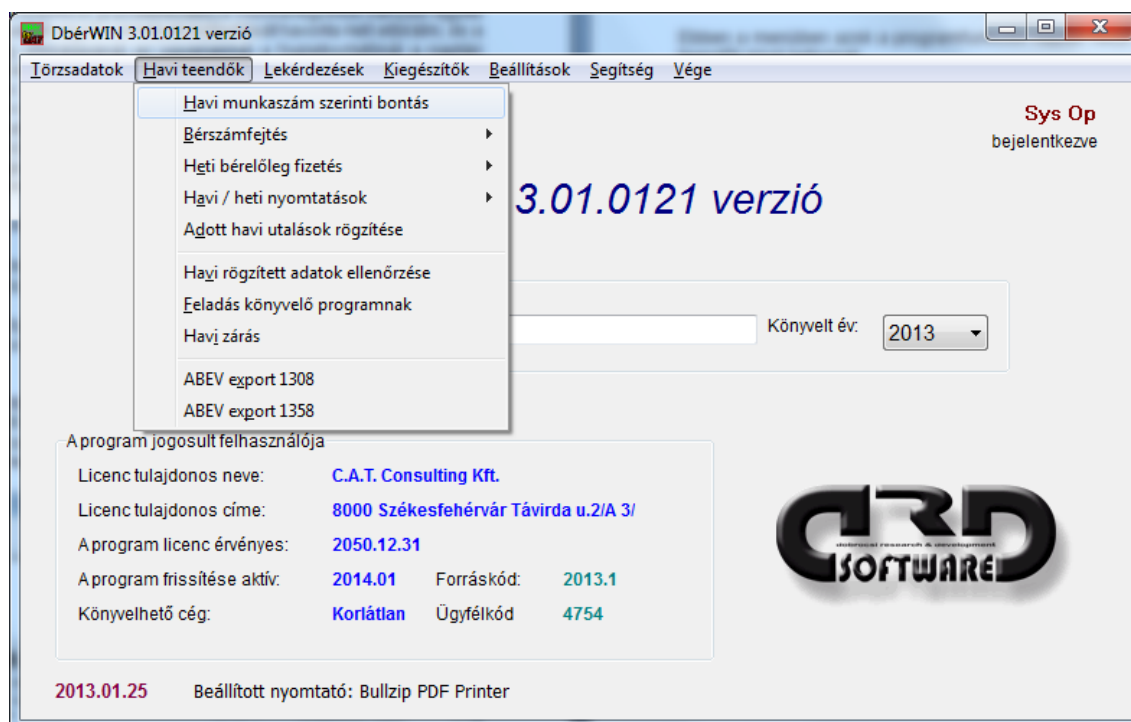 DbérWIN 3.01.0121 verzió
Törzsadatok Havi teendők Lekérdezések Kiegészítők Beállítások Segítség Vége
Havi munkaszám szerinti bontás
Bérszámfejtés
Heti bérelőleg fizetés
Havi / heti nyomtatások
Adott havi utalások rögzítése
Havi rögzített adatok ellenőrzése
Feladás könyvelő programnak
Havi zárás
ABEV export 1308
ABEV export 1358
Sys Op
bejelentkezve
3.01.0121 verzió
Könyvelt év: 2013
A program jogosult felhasználója
Licenc tulajdonos neve: C.A.T. Consulting Kft.
Licenc tulajdonos címe: 8000 Székesfehérvár Távirda u.2/A 3/
A program licenc érvényes: 2050.12.31
A program frissítése aktív: 2014.01 Forráskód: 2013.1
Könyvelhető cég: Korlátlan Ügyfélkód 4754
DRD
dobrocsi research & development
SOFTWARE
2013.01.25 Beállított nyomtató: Bullzip PDF Printer